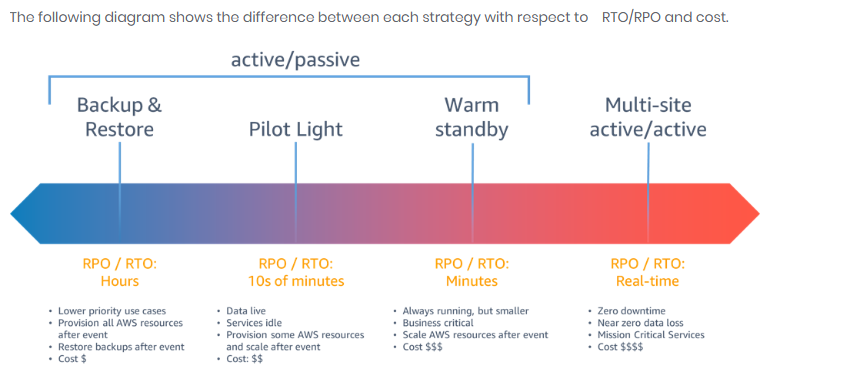 The following diagram shows the difference between each strategy with respect to RTO/RPO and cost.
active/passive
Backup &
Restore
Pilot Light
Warm
standby
Multi-site
active/active
RPO / RTO:
Hours
RPO / RTO:
10s of minutes
RPO / RTO:
Minutes
RPO / RTO:
Real-time
• Lower priority use cases
• Provision all AWS resources
after event
• Restore backups after event
• Cost $
• Data live
• Services idle
• Provision some AWS resources
and scale after event
• Cost: $$
• Always running, but smaller
• Business critical
• Scale AWS resources after event
• Cost $$$
• Zero downtime
• Near zero data loss
• Mission Critical Services
• Cost $$$$